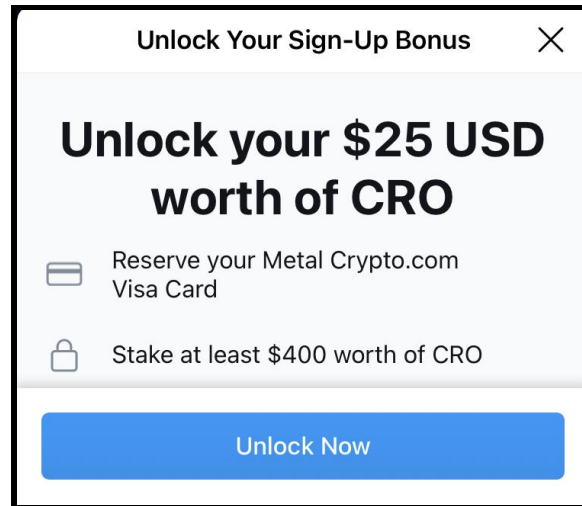 Unlock Your Sign-Up Bonus
Unlock your $25 USD
worth of CRO
Reserve your Metal Crypto.com
Visa Card
Stake at least $400 worth of CRO
Unlock Now